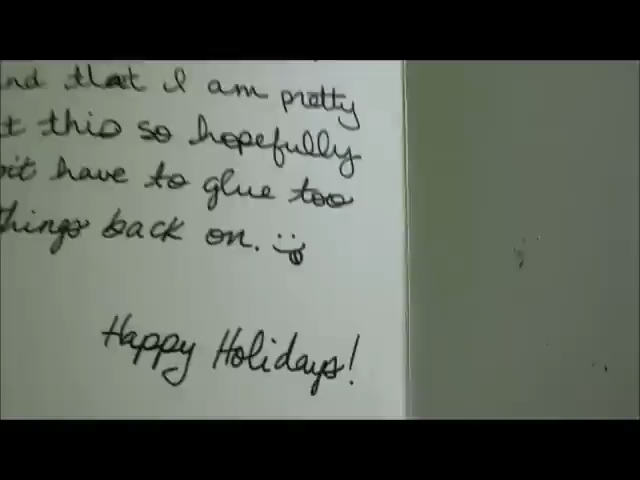 nd that I am pretty
t this so hopefully
have to glue too
things back on.
Happy Holidays!